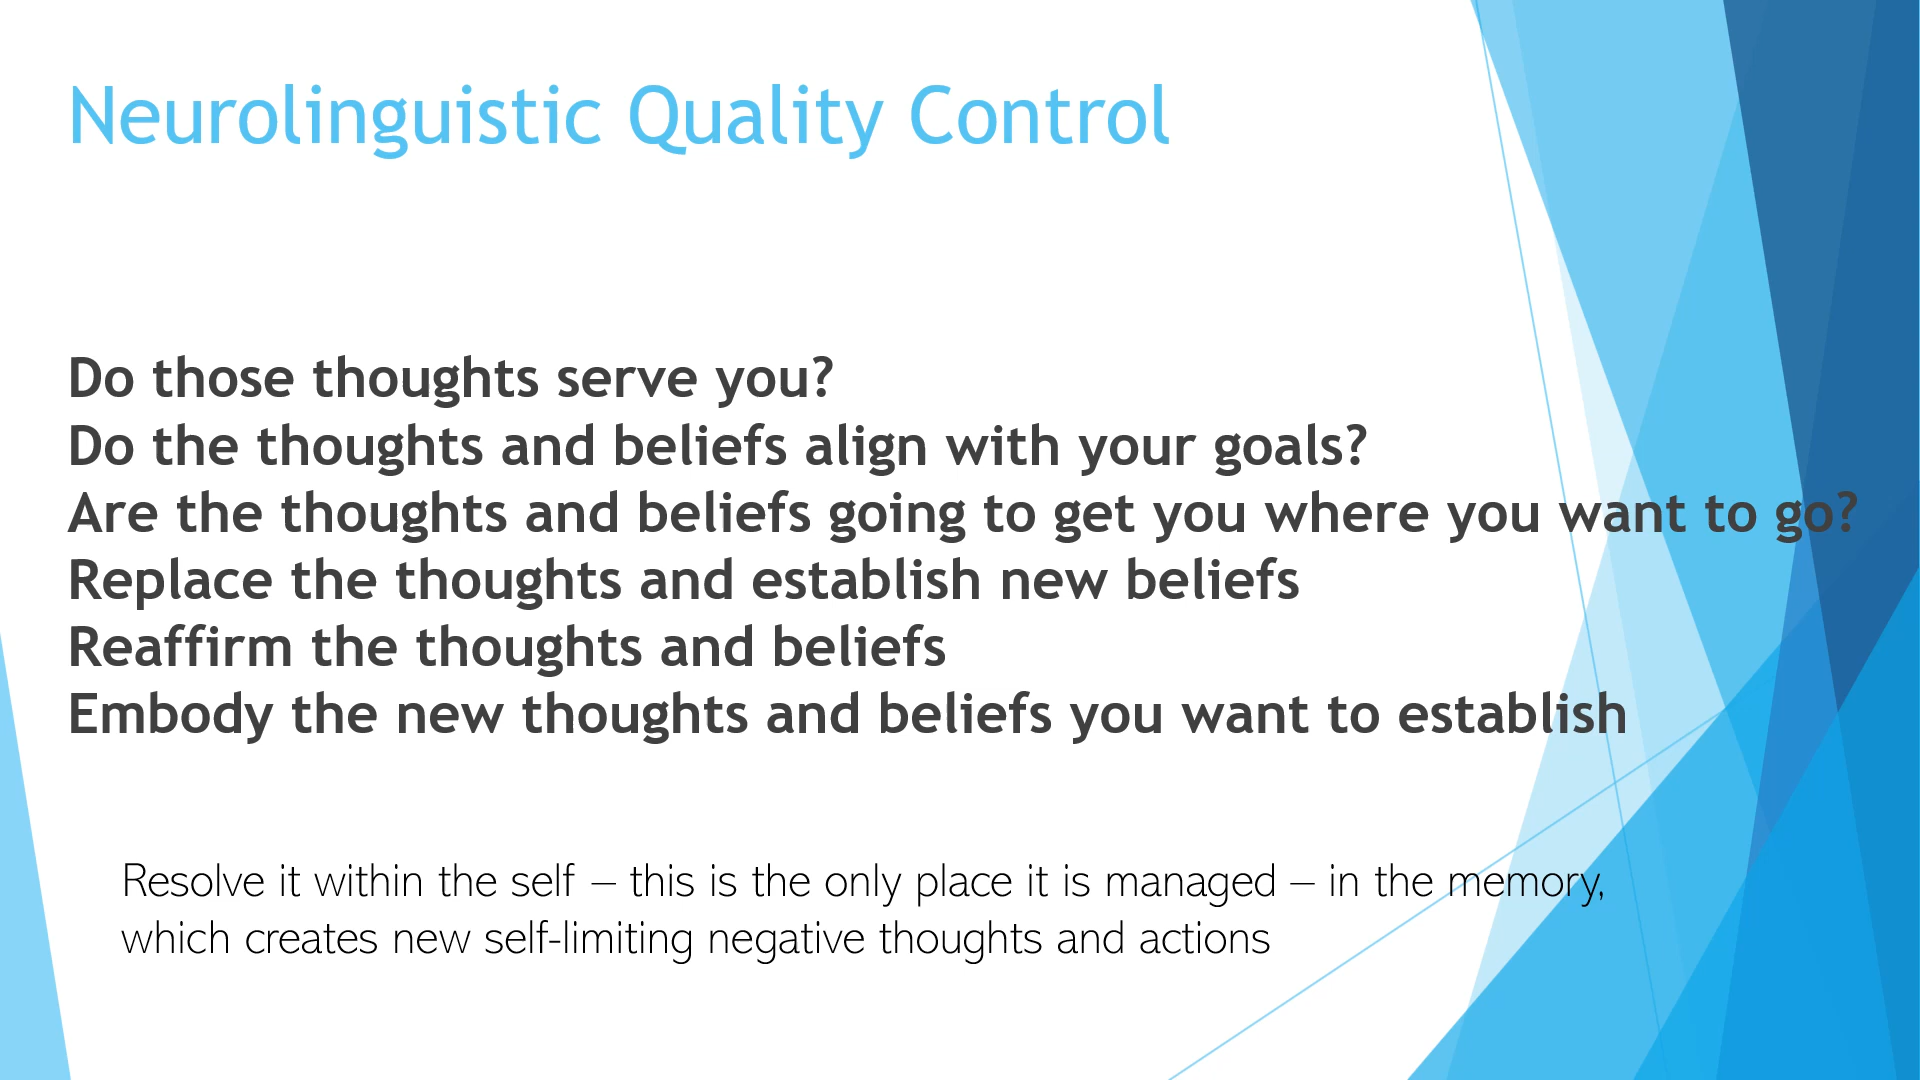 Neurolinguistic Quality Control
Do those thoughts serve you?
Do the thoughts and beliefs align with your goals?
Are the thoughts and beliefs going to get you where you want to go?
Replace the thoughts and establish new beliefs
Reaffirm the thoughts and beliefs
Embody the new thoughts and beliefs you want to establish
Resolve it within the self – this is the only place it is managed – in the memory,
which creates new self-limiting negative thoughts and actions